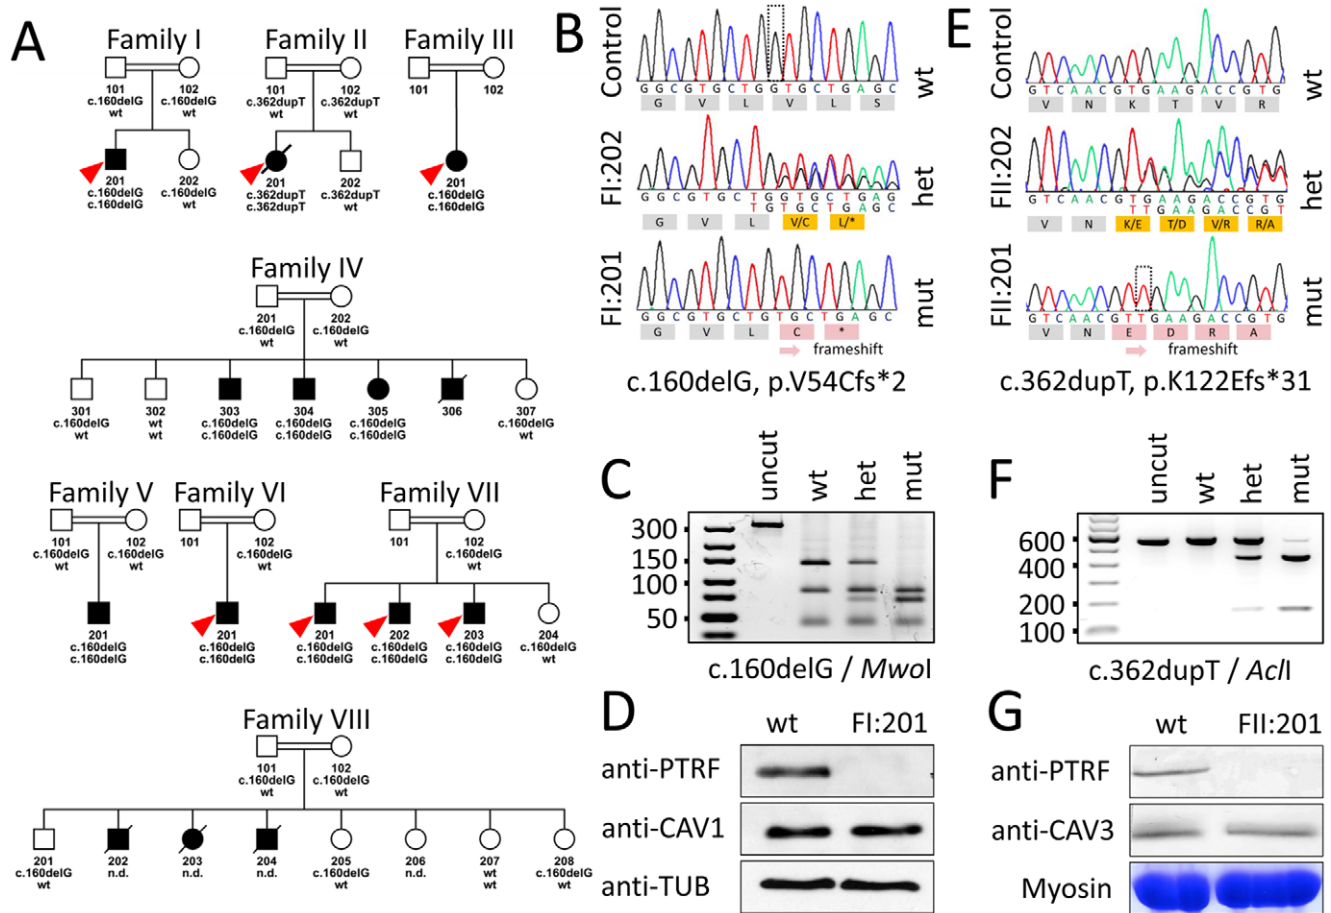 A
Family I
101
c.160delG
wt
102
c.160delG
wt
201
c.160delG
c.160delG
202
c.160delG
wt
Family II
101
c.362dupT
wt
102
c.362dupT
wt
201
c.362dupT
c.362dupT
202
c.362dupT
wt
Family III
101
102
201
c.160delG
c.160delG
Family IV
201
c.160delG
wt
202
c.160delG
wt
301
c.160delG
wt
302
wt
wt
303
c.160delG
c.160delG
304
c.160delG
c.160delG
305
c.160delG
c.160delG
306
307
c.160delG
wt
Family V
101
c.160delG
wt
102
c.160delG
wt
201
c.160delG
c.160delG
Family VI
101
102
c.160delG
wt
201
c.160delG
c.160delG
Family VII
101
102
c.160delG
wt
201
c.160delG
c.160delG
202
c.160delG
c.160delG
203
c.160delG
c.160delG
204
c.160delG
wt
Family VIII
101
c.160delG
wt
102
c.160delG
wt
201
c.160delG
wt
202
n.d.
203
n.d.
204
n.d.
205
c.160delG
wt
206
n.d.
207
wt
wt
208
c.160delG
wt
B
Control
GGCGTGCTGGTGCTGAGC
G V L V L S
wt
FI:202
GGCGTGCTGGTGCTGAGC
TGTGCTGAGC
G V L V/C L/*
het
FI:201
GGCGTGCTGTGCTGAGC
G V L C *
mut
frameshift
c.160delG, p.V54Cfs*2
C
uncut
wt
het
mut
300
150
100
50
c.160delG / MwoI
D
wt FI:201
anti-PTRF
anti-CAV1
anti-TUB
E
Control
GTCAACGTGAAGACCGTG
V N K T V R
wt
FII:202
GTCAACGTGAAGACCGTG
TTGAAGACCGT
V N K/E T/D V/R R/A
het
FII:201
GTCAACGTTGAAGACCGTG
V N E D R A
mut
frameshift
c.362dupT, p.K122Efs*31
F
uncut
wt
het
mut
600
400
200
100
c.362dupT / AclI
G
wt FII:201
anti-PTRF
anti-CAV3
Myosin